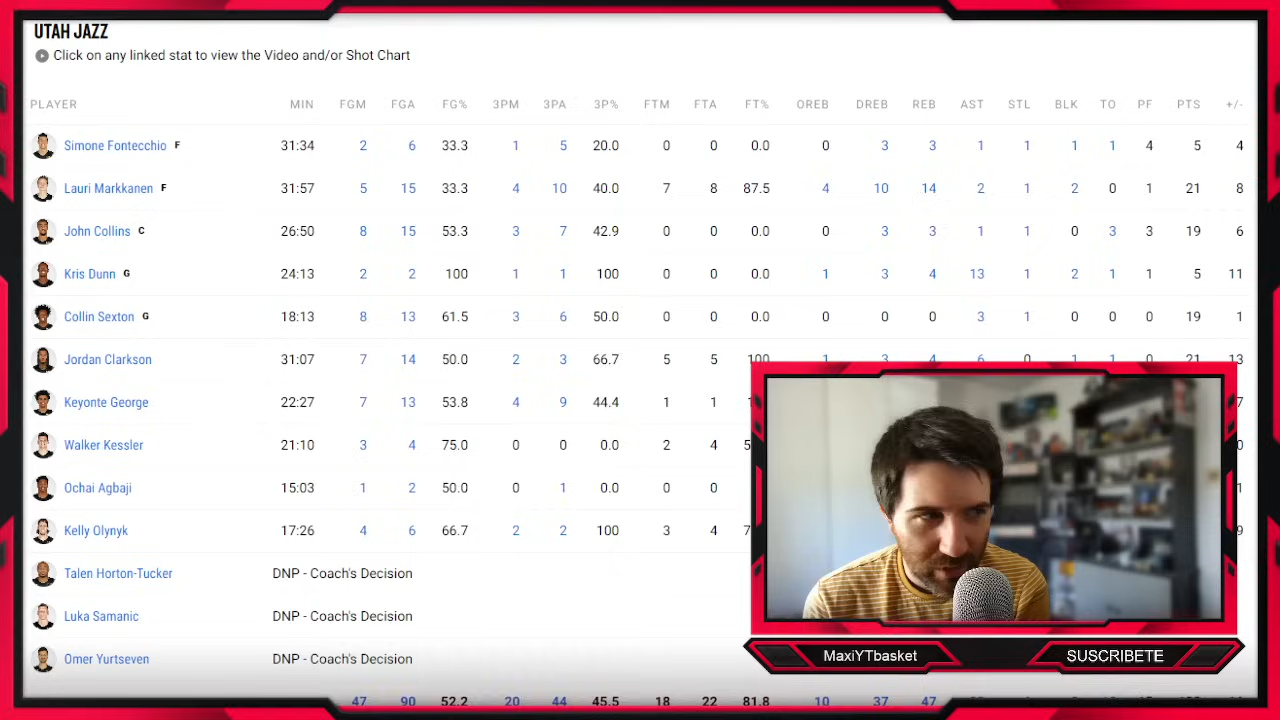 UTAH JAZZ
Click on any linked stat to view the Video and/or Shot Chart
PLAYER MIN FGM FGA FG% 3PM 3PA 3P% FTM FTA FT% OREB DREB REB AST STL BLK TO PF PTS +/-
Simone Fontecchio F 31:34 2 6 33.3 1 5 20.0 0 0 0.0 0 3 3 1 1 1 1 4 5 4
Lauri Markkanen F 31:57 5 15 33.3 4 10 40.0 7 8 87.5 4 10 14 2 1 2 0 1 21 8
John Collins C 26:50 8 15 53.3 3 7 42.9 0 0 0.0 0 3 3 1 1 0 3 3 19 6
Kris Dunn G 24:13 2 2 100 1 1 100 0 0 0.0 1 3 4 13 1 2 1 1 5 11
Collin Sexton G 18:13 8 13 61.5 3 6 50.0 0 0 0.0 0 0 0 3 1 0 0 0 19 1
Jordan Clarkson 31:07 7 14 50.0 2 3 66.7 5 5 100 1 3 4 6 0 1 1 0 21 13
Keyonte George 22:27 7 13 53.8 4 9 44.4 1 1
Walker Kessler 21:10 3 4 75.0 0 0 0.0 2 4
Ochai Agbaji 15:03 1 2 50.0 0 1 0.0 0 0
Kelly Olynyk 17:26 4 6 66.7 2 2 100 3 4
Talen Horton-Tucker DNP - Coach's Decision
Luka Samanic DNP - Coach's Decision
Omer Yurtseven DNP - Coach's Decision
47 90 52.2 20 44 45.5 18 22 81.8 10 37 47
MaxiYTbasket
SUSCRIBETE